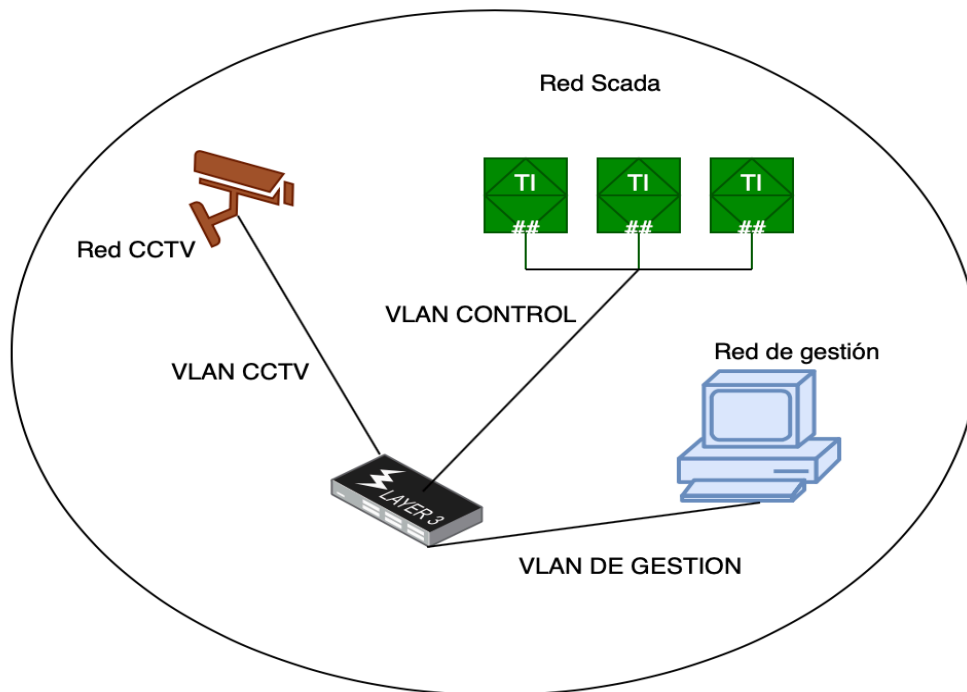 Red Scada
TI
TI
TI
##
##
##
Red CCTV
VLAN CONTROL
Red de gestión
VLAN CCTV
LAYER 3
VLAN DE GESTION